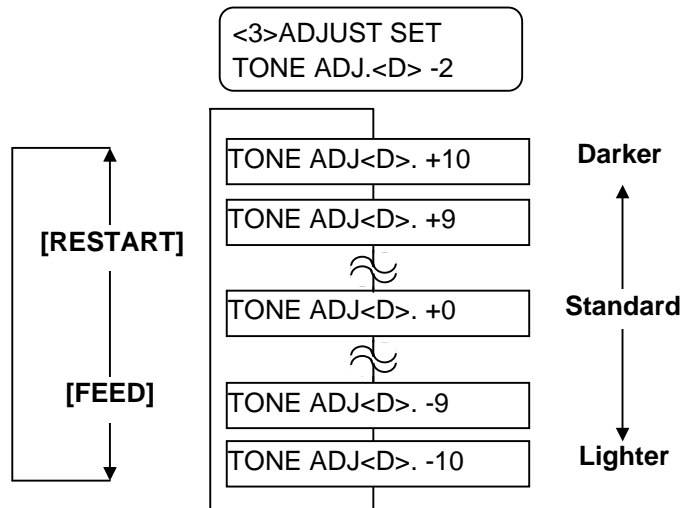 <3>ADJUST SET
TONE ADJ.<D> -2
TONE ADJ<D>. +10
Darker
TONE ADJ<D>. +9
[RESTART]
TONE ADJ<D>. +0
Standard
[FEED]
TONE ADJ<D>. -9
TONE ADJ<D>. -10
Lighter